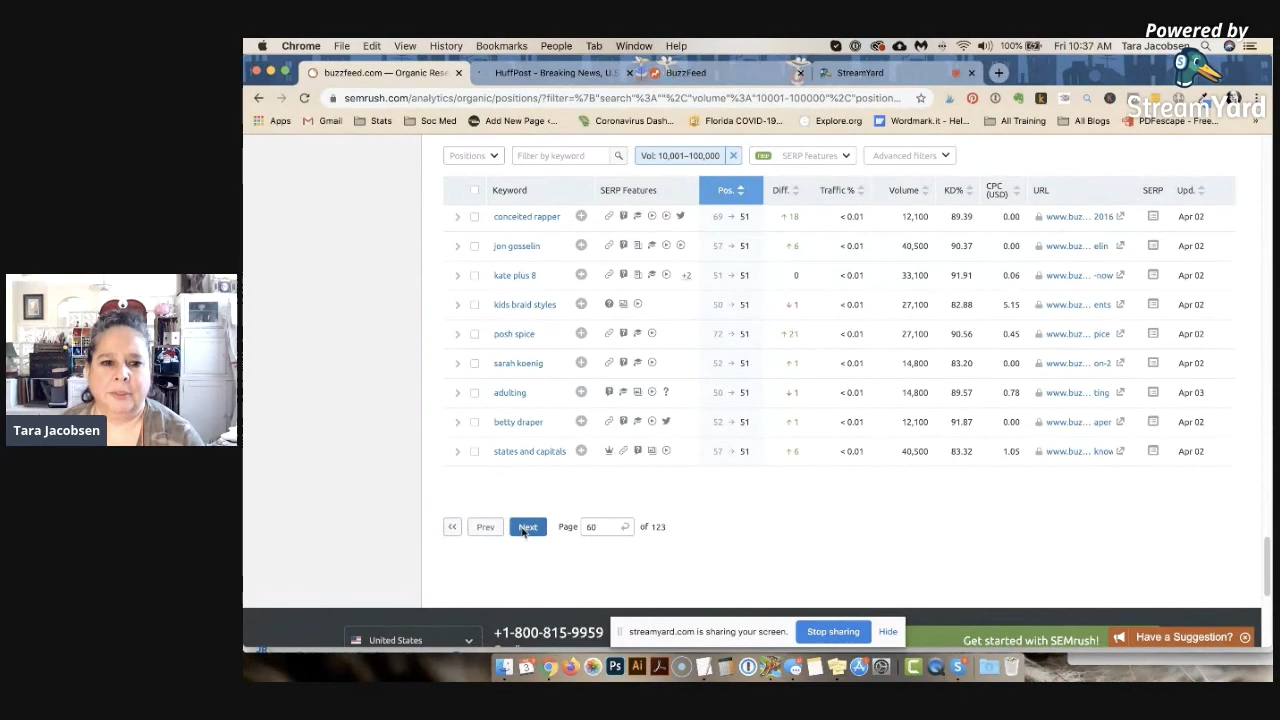 Powered by
StreamYard
Chrome File Edit View History Bookmarks People Tab Window Help
100% Fri 10:37 AM Tara Jacobsen
buzzfeed.com — Organic Rese
HuffPost - Breaking News, U.S
BuzzFeed
StreamYard
semrush.com/analytics/organic/positions/?filter=%7B"search"%3A""%2C"volume"%3A"10001-100000"%2C"position...
Apps Gmail Stats Soc Med Add New Page <... Coronavirus Dash... Florida COVID-19... Explore.org Wordmark.it - Hel... All Training All Blogs PDFescape - Free... »
Positions Filter by keyword Vol: 10,001–100,000 SERP features Advanced filters
Keyword SERP Features Pos. Diff. Traffic % Volume KD% CPC (USD) URL SERP Upd.
conceited rapper 69 → 51 ↑ 18 < 0.01 12,100 89.39 0.00 www.buz... 2016 Apr 02
jon gosselin 57 → 51 ↑ 6 < 0.01 40,500 90.37 0.00 www.buz... elin Apr 02
kate plus 8 +2 51 → 51 0 < 0.01 33,100 91.91 0.06 www.buz... -now Apr 02
kids braid styles 50 → 51 ↓ 1 < 0.01 27,100 82.88 5.15 www.buz... ents Apr 02
posh spice 72 → 51 ↑ 21 < 0.01 27,100 90.56 0.45 www.buz... pice Apr 02
sarah koenig 52 → 51 ↑ 1 < 0.01 14,800 83.20 0.00 www.buz... on-2 Apr 02
adulting ? 50 → 51 ↓ 1 < 0.01 14,800 89.57 0.78 www.buz... ting Apr 03
betty draper 52 → 51 ↑ 1 < 0.01 12,100 91.87 0.00 www.buz... aper Apr 02
states and capitals 57 → 51 ↑ 6 < 0.01 40,500 83.32 1.05 www.buz... know Apr 02
Tara Jacobsen
<< Prev Next Page 60 of 123
United States
+1-800-815-9959
streamyard.com is sharing your screen. Stop sharing Hide
Get started with SEMrush!
Have a Suggestion?